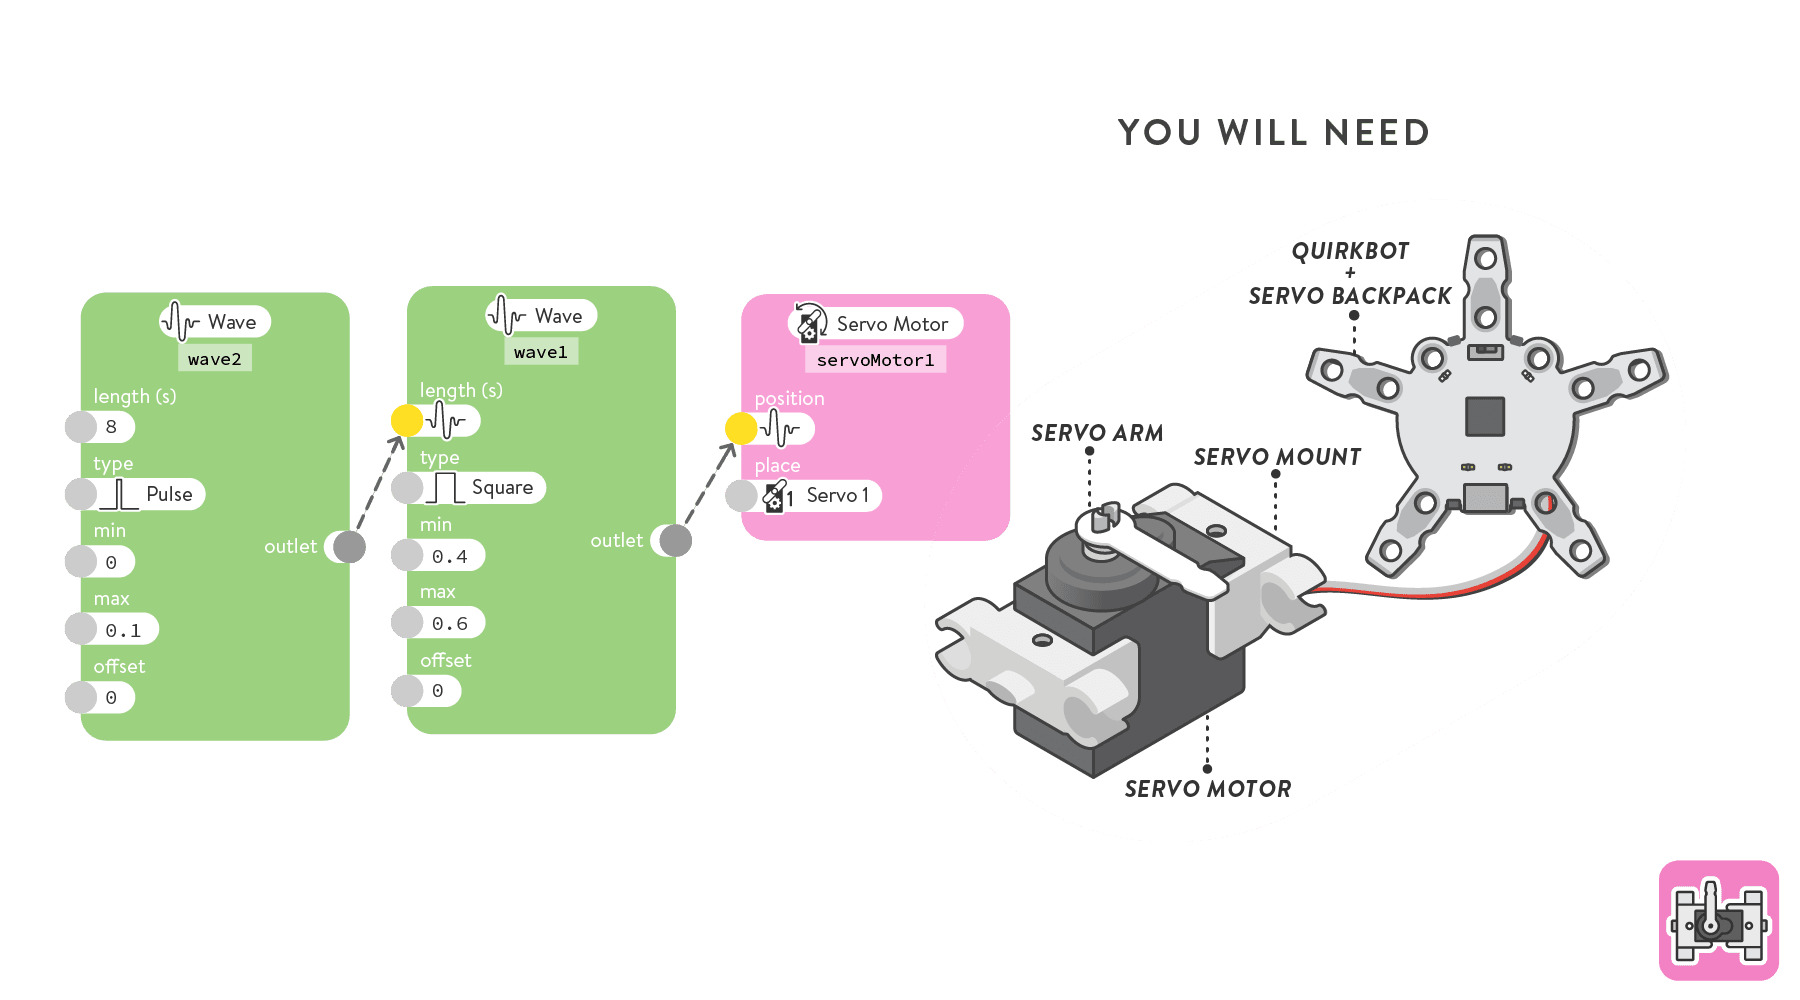 YOU WILL NEED
Wave
wave2
length (s)
8
type
Pulse
min
0
outlet
max
0.1
offset
0
Wave
wave1
length (s)
type
Square
min
0.4
outlet
max
0.6
offset
0
Servo Motor
servoMotor1
position
place
1 Servo 1
QUIRKBOT
+
SERVO BACKPACK
SERVO ARM
SERVO MOUNT
SERVO MOTOR